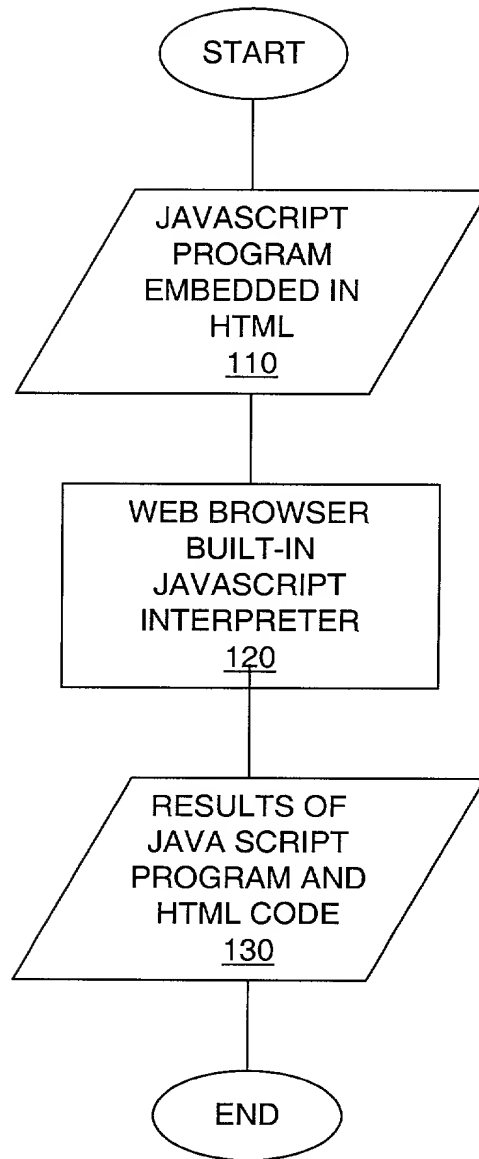 START
JAVASCRIPT
PROGRAM
EMBEDDED IN
HTML
110
WEB BROWSER
BUILT-IN
JAVASCRIPT
INTERPRETER
120
RESULTS OF
JAVA SCRIPT
PROGRAM AND
HTML CODE
130
END